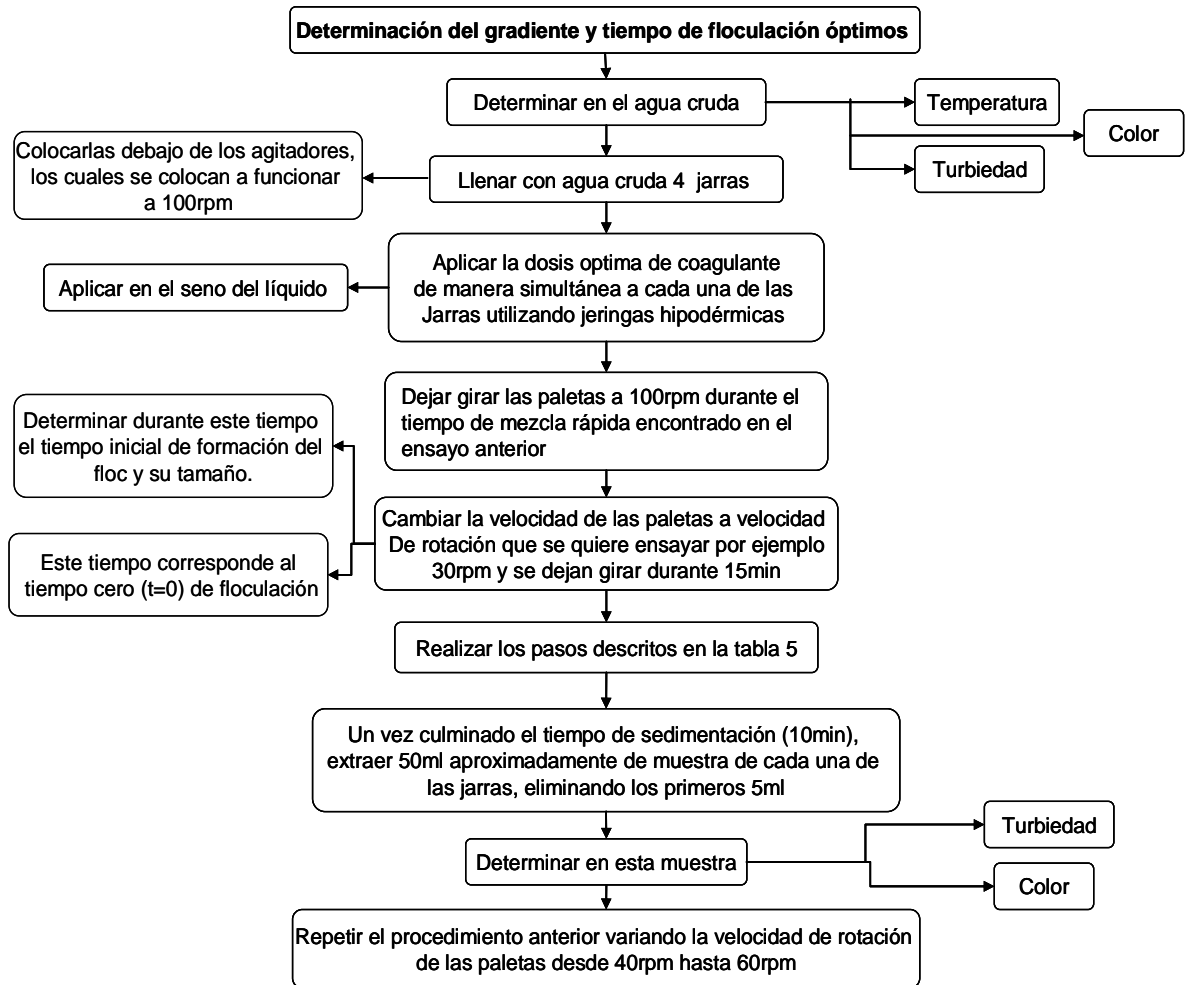 Determinación del gradiente y tiempo de floculación óptimos
Determinar en el agua cruda
Temperatura
Color
Turbiedad
Llenar con agua cruda 4 jarras
Colocarlas debajo de los agitadores,
los cuales se colocan a funcionar
a 100rpm
Aplicar la dosis optima de coagulante
de manera simultánea a cada una de las
Jarras utilizando jeringas hipodérmicas
Aplicar en el seno del líquido
Dejar girar las paletas a 100rpm durante el
tiempo de mezcla rápida encontrado en el
ensayo anterior
Cambiar la velocidad de las paletas a velocidad
De rotación que se quiere ensayar por ejemplo
30rpm y se dejan girar durante 15min
Determinar durante este tiempo
el tiempo inicial de formación del
floc y su tamaño.
Este tiempo corresponde al
tiempo cero (t=0) de floculación
Realizar los pasos descritos en la tabla 5
Un vez culminado el tiempo de sedimentación (10min),
extraer 50ml aproximadamente de muestra de cada una de
las jarras, eliminando los primeros 5ml
Determinar en esta muestra
Turbiedad
Color
Repetir el procedimiento anterior variando la velocidad de rotación
de las paletas desde 40rpm hasta 60rpm